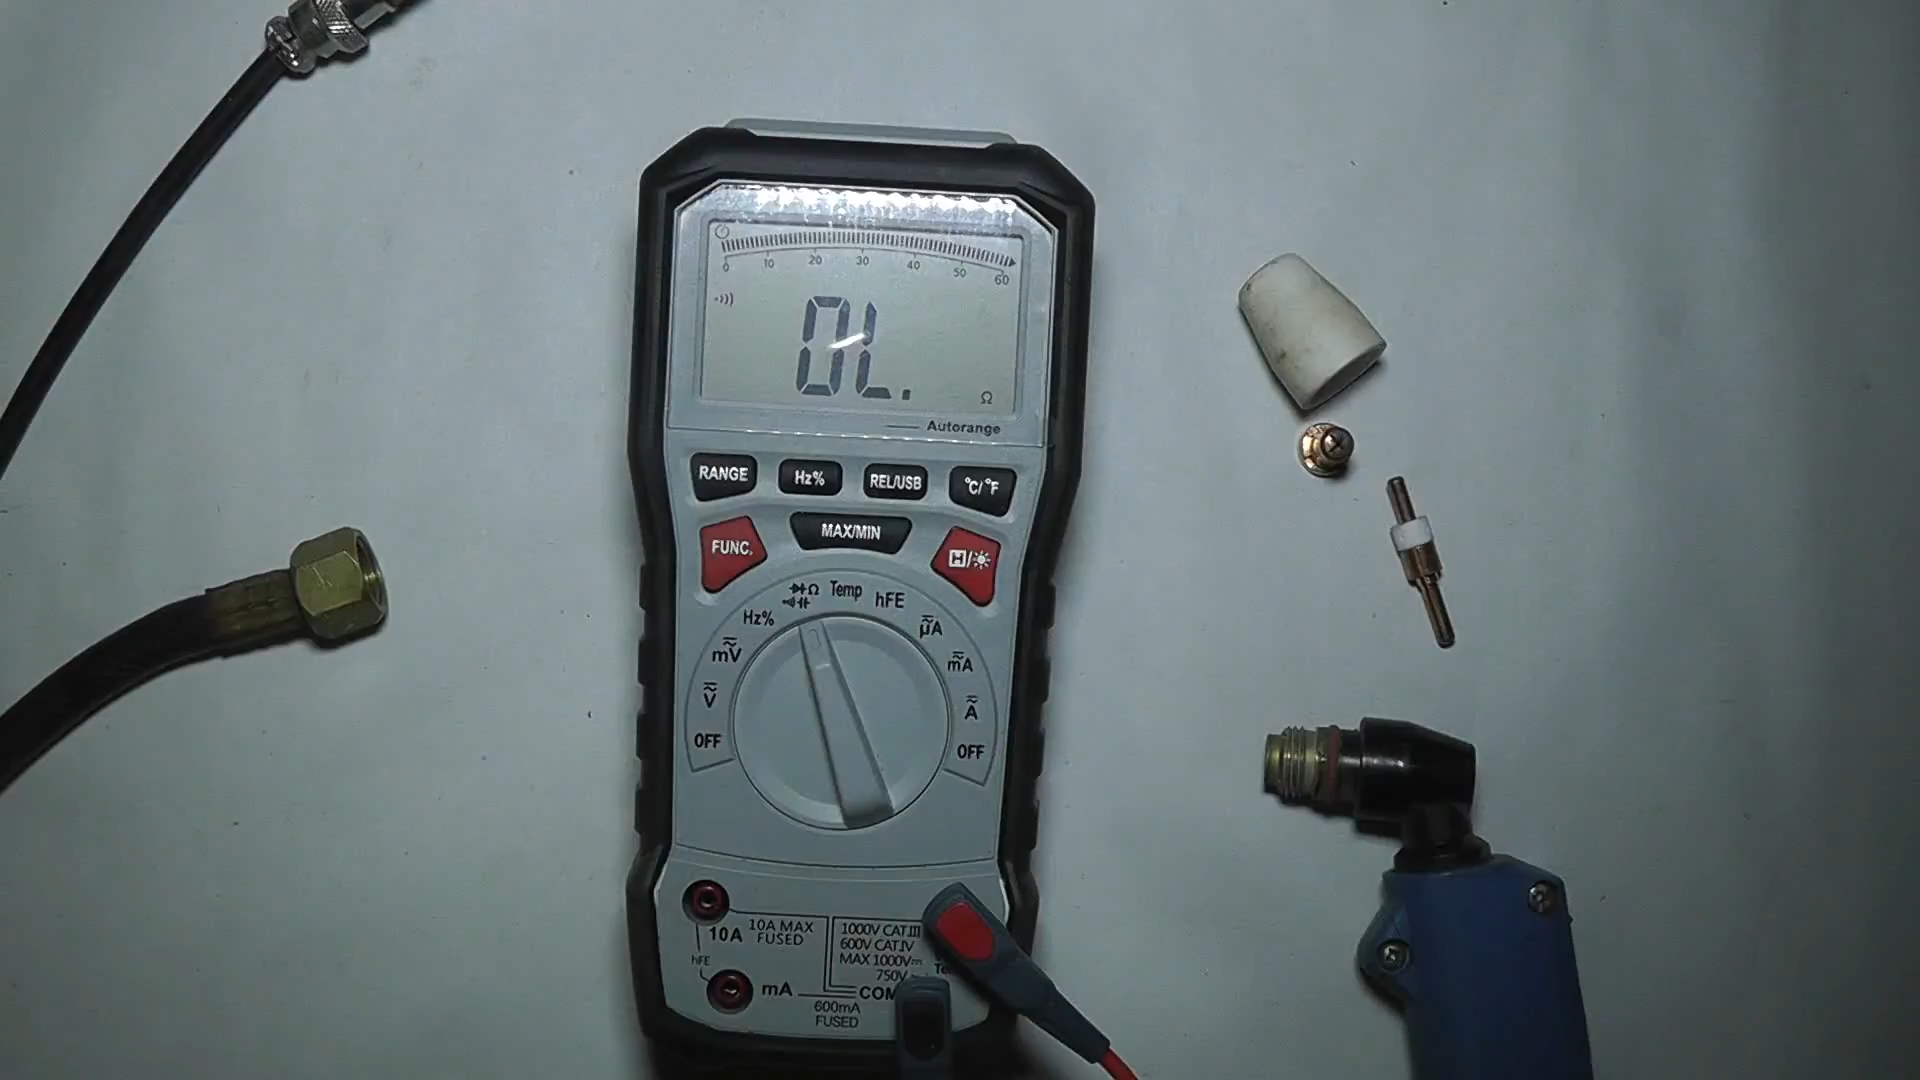 0 10 20 30 40 50 60
OL.
Ω
Autorange
RANGE Hz% REL/USB °C/°F
FUNC. MAX/MIN H/
Hz% Ω Temp hFE
mV μA
V mA
OFF A
OFF
10A 10A MAX
FUSED
1000V CAT.III
600V CAT.IV
MAX 1000V
750V
hFE
mA COM
600mA
FUSED